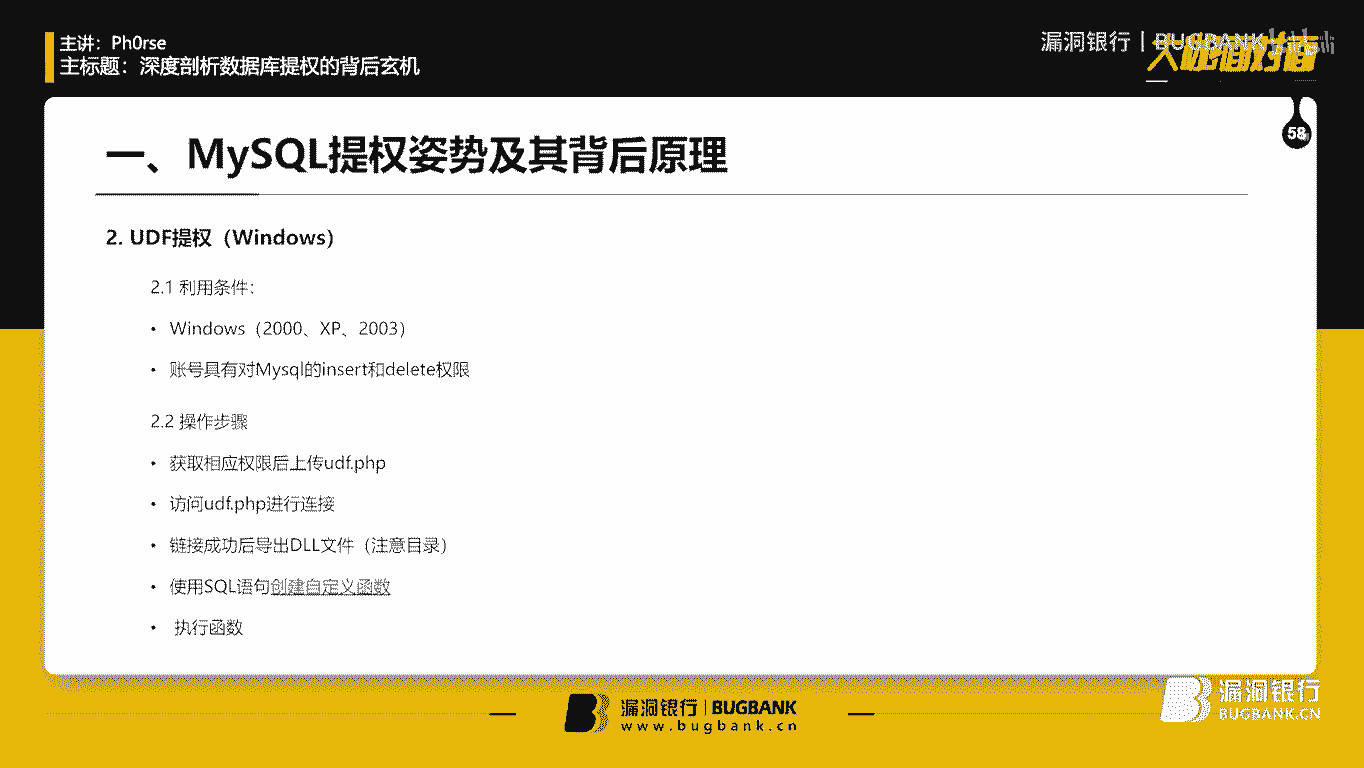 主讲：Ph0rse
主标题：深度剖析数据库提权的背后玄机
漏洞银行｜BUGBANK
大咖面对面
58
一、MySQL提权姿势及其背后原理
2. UDF提权（Windows）
2.1 利用条件：
• Windows（2000、XP、2003）
• 账号具有对Mysql的insert和delete权限
2.2 操作步骤
• 获取相应权限后上传udf.php
• 访问udf.php进行连接
• 链接成功后导出DLL文件（注意目录）
• 使用SQL语句创建自定义函数
• 执行函数
漏洞银行｜BUGBANK
www.bugbank.cn
漏洞银行
BUGBANK.CN